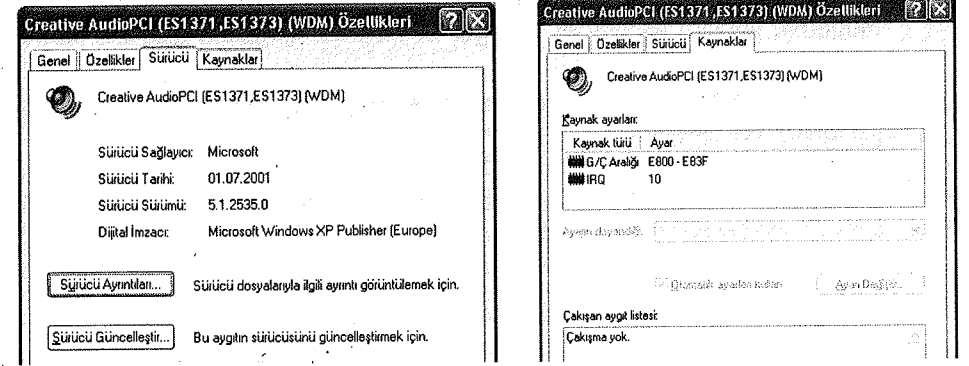 Creative AudioPCI (ES1371,ES1373) (WDM) Özellikleri
Genel Özellikler Sürücü Kaynaklar
Creative AudioPCI (ES1371,ES1373) (WDM)
Sürücü Sağlayıcı: Microsoft
Sürücü Tarihi: 01.07.2001
Sürücü Sürümü: 5.1.2535.0
Dijital İmzacı: Microsoft Windows XP Publisher (Europe)
Sürücü Ayrıntıları... Sürücü dosyalarıyla ilgili ayrıntı görüntülemek için.
Sürücü Güncelleştir... Bu aygıtın sürücüsünü güncelleştirmek için.
Creative AudioPCI (ES1371,ES1373) (WDM) Özellikleri
Genel Özellikler Sürücü Kaynaklar
Creative AudioPCI (ES1371,ES1373) (WDM)
Kaynak ayarları:
Kaynak türü Ayar
G/Ç Aralığı E800 - E83F
IRQ 10
Otomatik ayarları kullan
Çakışan aygıt listesi:
Çakışma yok.